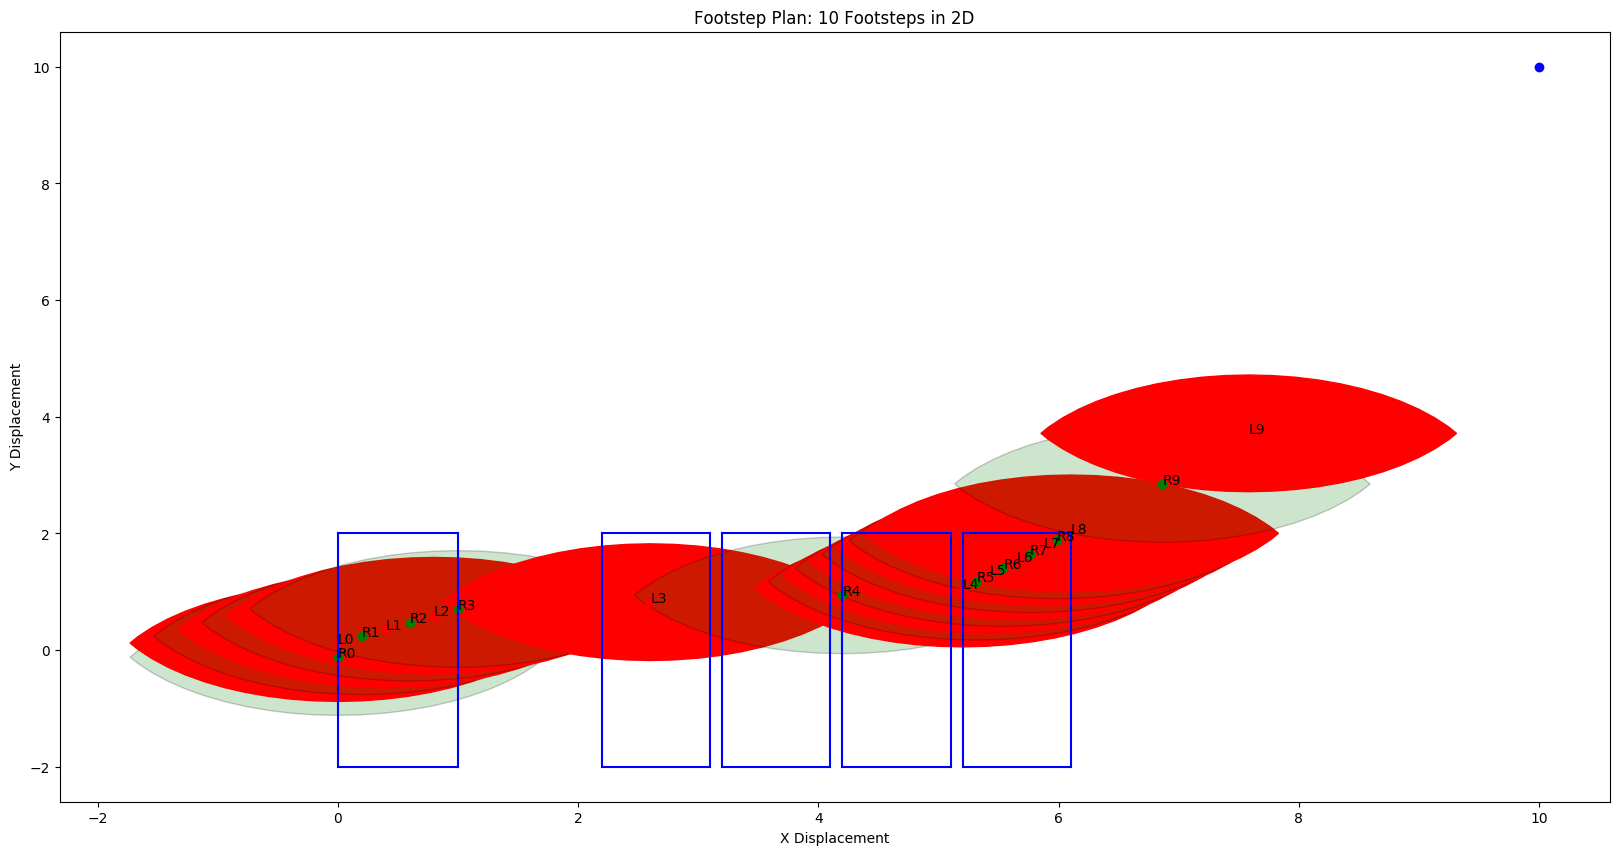 Footstep Plan: 10 Footsteps in 2D
10
8
6
4
2
0
−2
Y Displacement
L9
R9
L8
R8
L7
R7
L6
R6
L5
R5
L4
R4
L3
R3
L2
R2
L1
R1
L0
R0
−2
0
2
4
6
8
10
X Displacement